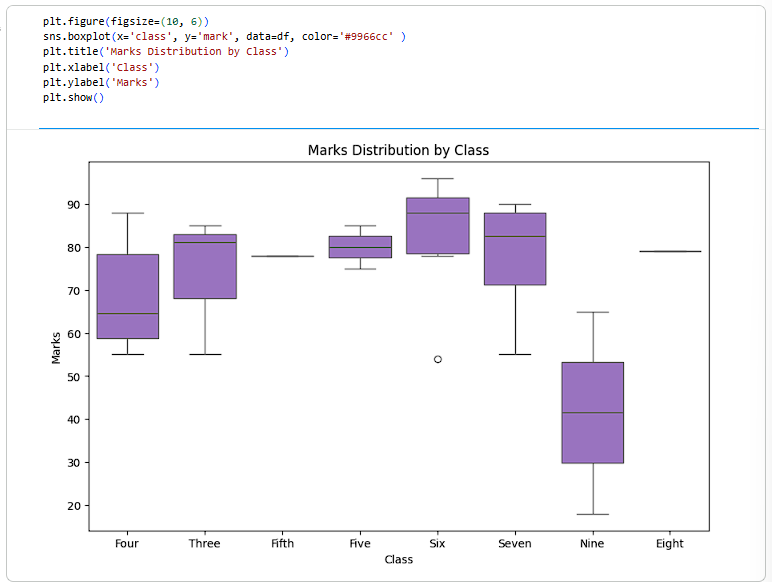 plt.figure(figsize=(10, 6))
sns.boxplot(x='class', y='mark', data=df, color='#9966cc' )
plt.title('Marks Distribution by Class')
plt.xlabel('Class')
plt.ylabel('Marks')
plt.show()
Marks Distribution by Class
90
80
70
60
50
40
30
20
Marks
Four Three Fifth Five Six Seven Nine Eight
Class